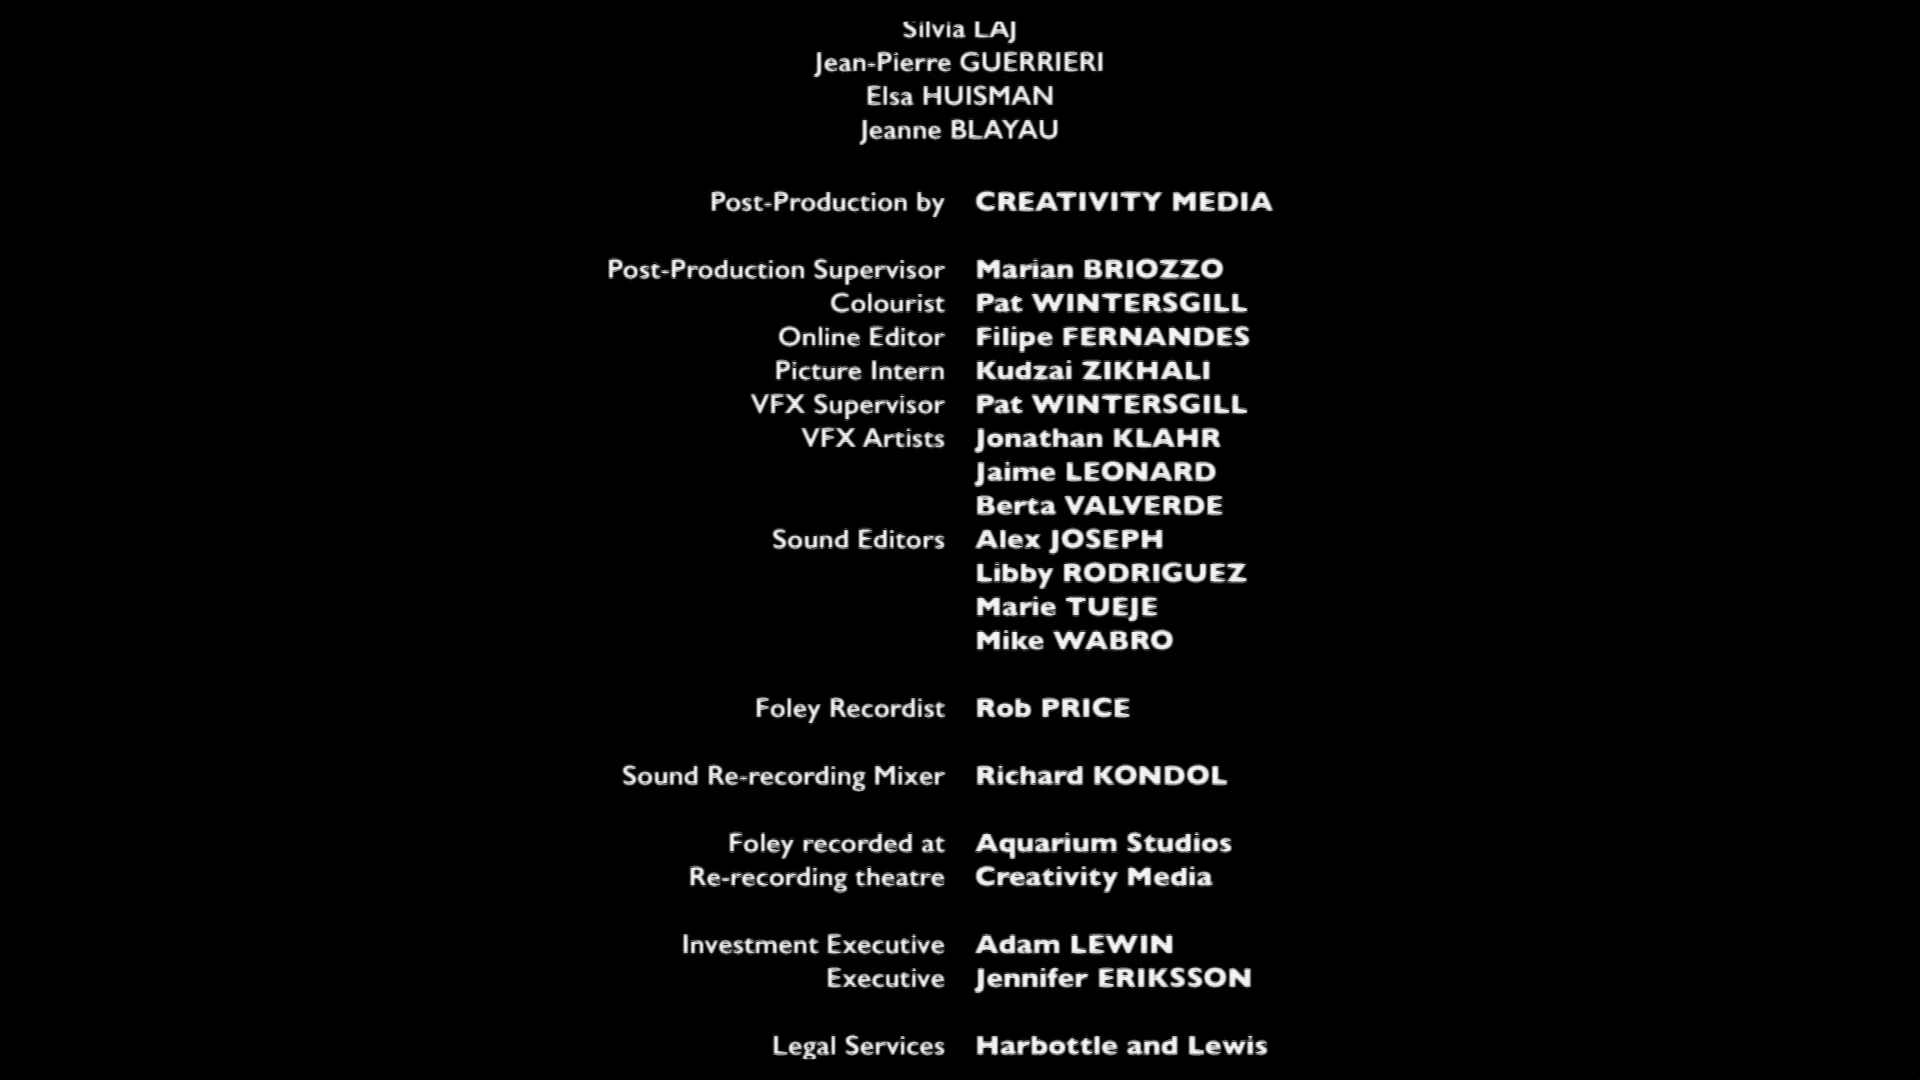 Silvia LAJ
Jean-Pierre GUERRIERI
Elsa HUISMAN
Jeanne BLAYAU
Post-Production by CREATIVITY MEDIA
Post-Production Supervisor Marian BRIOZZO
Colourist Pat WINTERSGILL
Online Editor Filipe FERNANDES
Picture Intern Kudzai ZIKHALI
VFX Supervisor Pat WINTERSGILL
VFX Artists Jonathan KLAHR
Jaime LEONARD
Berta VALVERDE
Sound Editors Alex JOSEPH
Libby RODRIGUEZ
Marie TUEJE
Mike WABRO
Foley Recordist Rob PRICE
Sound Re-recording Mixer Richard KONDOL
Foley recorded at Aquarium Studios
Re-recording theatre Creativity Media
Investment Executive Adam LEWIN
Executive Jennifer ERIKSSON
Legal Services Harbottle and Lewis